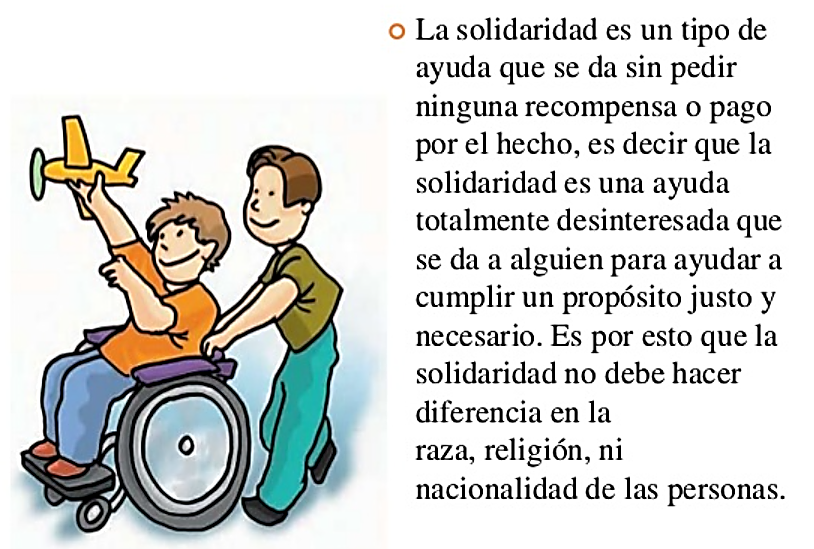 La solidaridad es un tipo de
ayuda que se da sin pedir
ninguna recompensa o pago
por el hecho, es decir que la
solidaridad es una ayuda
totalmente desinteresada que
se da a alguien para ayudar a
cumplir un propósito justo y
necesario. Es por esto que la
solidaridad no debe hacer
diferencia en la
raza, religión, ni
nacionalidad de las personas.